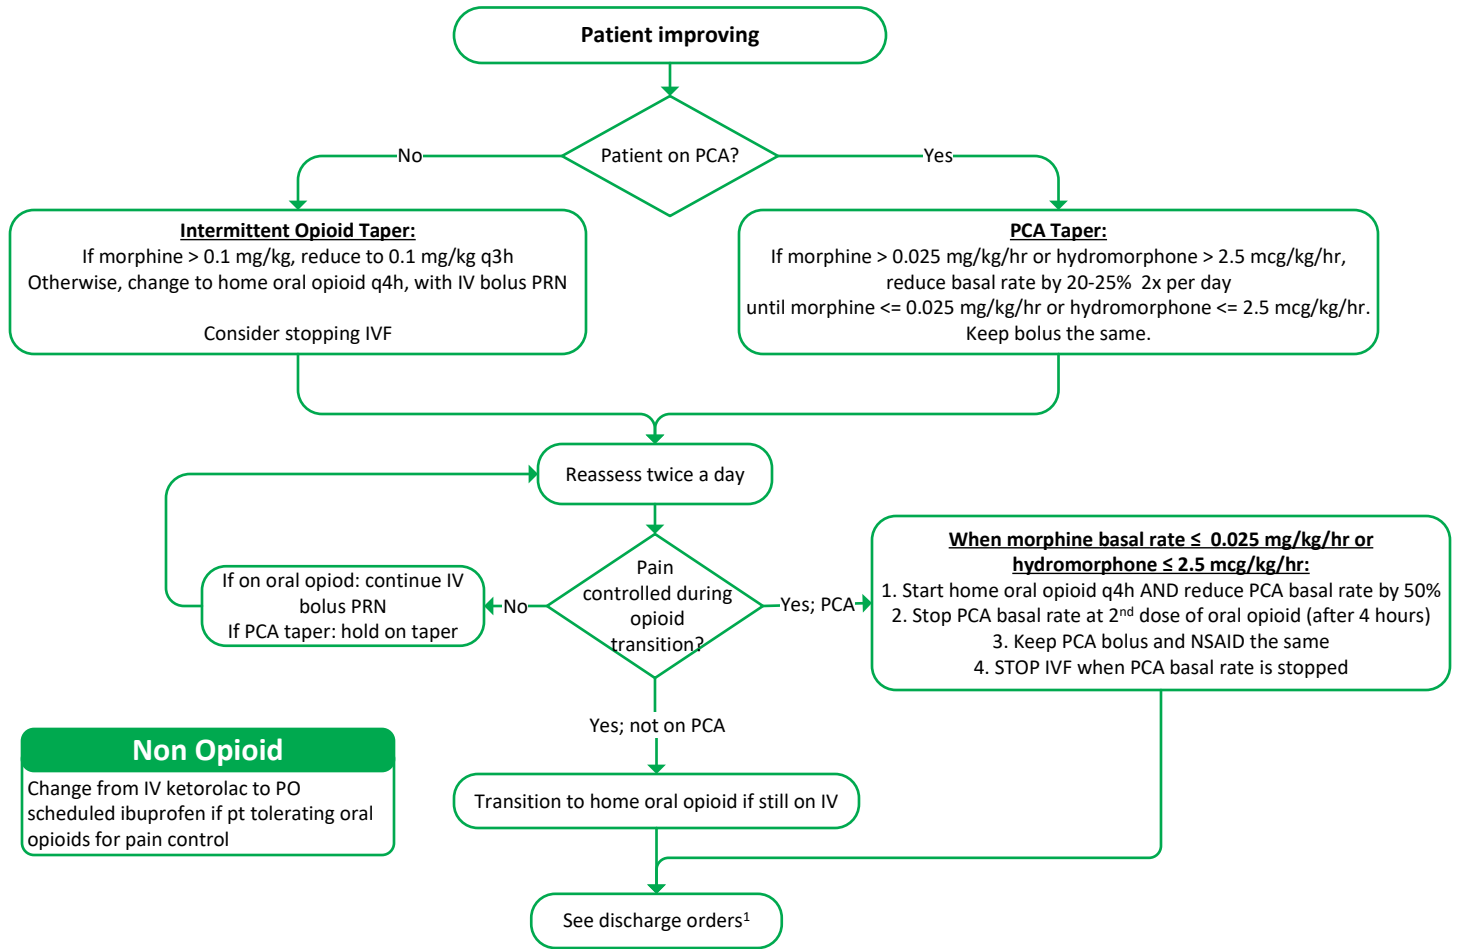 Patient improving
Patient on PCA?
No
Yes
Intermittent Opioid Taper:
If morphine > 0.1 mg/kg, reduce to 0.1 mg/kg q3h
Otherwise, change to home oral opioid q4h, with IV bolus PRN
Consider stopping IVF
PCA Taper:
If morphine > 0.025 mg/kg/hr or hydromorphone > 2.5 mcg/kg/hr,
reduce basal rate by 20-25%  2x per day
until morphine <= 0.025 mg/kg/hr or hydromorphone <= 2.5 mcg/kg/hr.
Keep bolus the same.
Reassess twice a day
Pain
controlled during
opioid
transition?
No
If on oral opiod: continue IV
bolus PRN
If PCA taper: hold on taper
Yes; PCA
When morphine basal rate ≤  0.025 mg/kg/hr or
hydromorphone ≤ 2.5 mcg/kg/hr:
1. Start home oral opioid q4h AND reduce PCA basal rate by 50%
2. Stop PCA basal rate at 2nd dose of oral opioid (after 4 hours)
3. Keep PCA bolus and NSAID the same
4. STOP IVF when PCA basal rate is stopped
Yes; not on PCA
Non Opioid
Change from IV ketorolac to PO
scheduled ibuprofen if pt tolerating oral
opioids for pain control
Transition to home oral opioid if still on IV
See discharge orders1